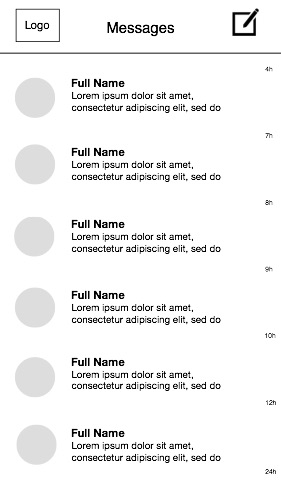 Logo
Messages
4h
Full Name
Lorem ipsum dolor sit amet,
consectetur adipiscing elit, sed do
7h
Full Name
Lorem ipsum dolor sit amet,
consectetur adipiscing elit, sed do
8h
Full Name
Lorem ipsum dolor sit amet,
consectetur adipiscing elit, sed do
9h
Full Name
Lorem ipsum dolor sit amet,
consectetur adipiscing elit, sed do
10h
Full Name
Lorem ipsum dolor sit amet,
consectetur adipiscing elit, sed do
12h
Full Name
Lorem ipsum dolor sit amet,
consectetur adipiscing elit, sed do
24h